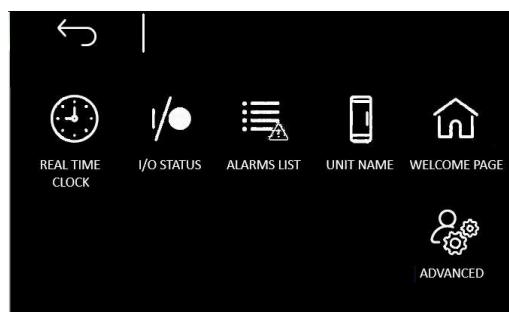 REAL TIME
CLOCK
I/O STATUS
ALARMS LIST
UNIT NAME
WELCOME PAGE
ADVANCED